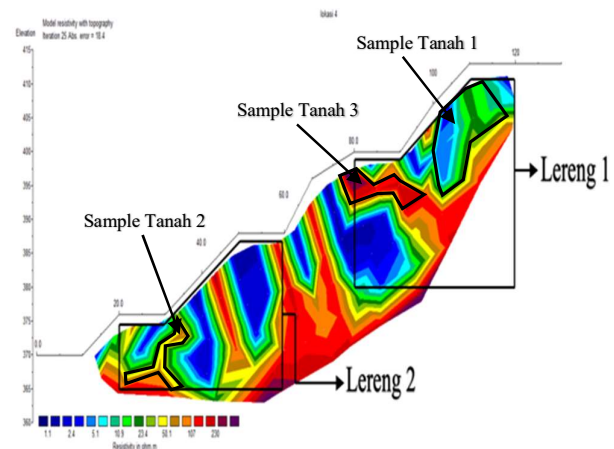 lokasi 4
Model resistivity with topography
Iteration 25 Abs. error = 18.4
Elevation
415
410
405
400
395
390
385
380
375
370
365
360
Sample Tanah 1
Sample Tanah 3
Sample Tanah 2
Lereng 1
Lereng 2
0.0
20.0
40.0
60.0
80.0
100
120
1.1 2.4 5.1 10.9 23.4 50.1 107 230
Resistivity in ohm.m